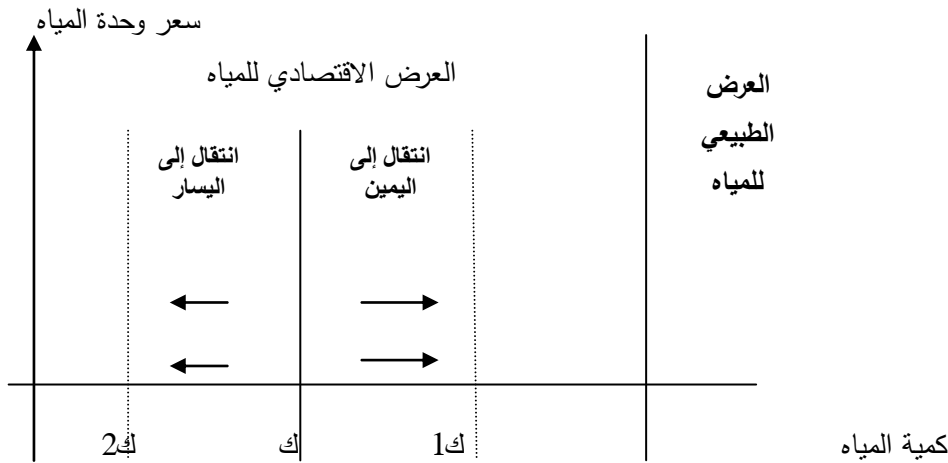 سعر وحدة المياه
العرض الاقتصادي للمياه
العرض
الطبيعي
للمياه
انتقال إلى
اليمين
انتقال إلى
اليسار
كمية المياه
ك1
ك
ك2